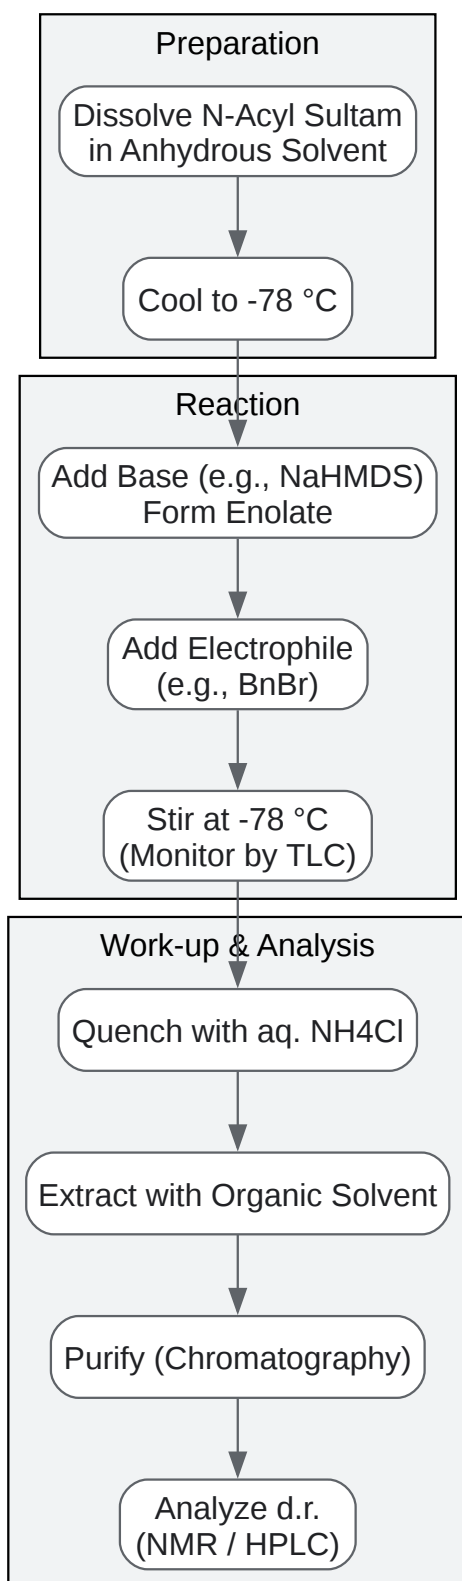 Preparation
Dissolve N-Acyl Sultam
in Anhydrous Solvent
Cool to -78 °C
Reaction
Add Base (e.g., NaHMDS)
Form Enolate
Add Electrophile
(e.g., BnBr)
Stir at -78 °C
(Monitor by TLC)
Work-up & Analysis
Quench with aq. NH4Cl
Extract with Organic Solvent
Purify (Chromatography)
Analyze d.r.
(NMR / HPLC)